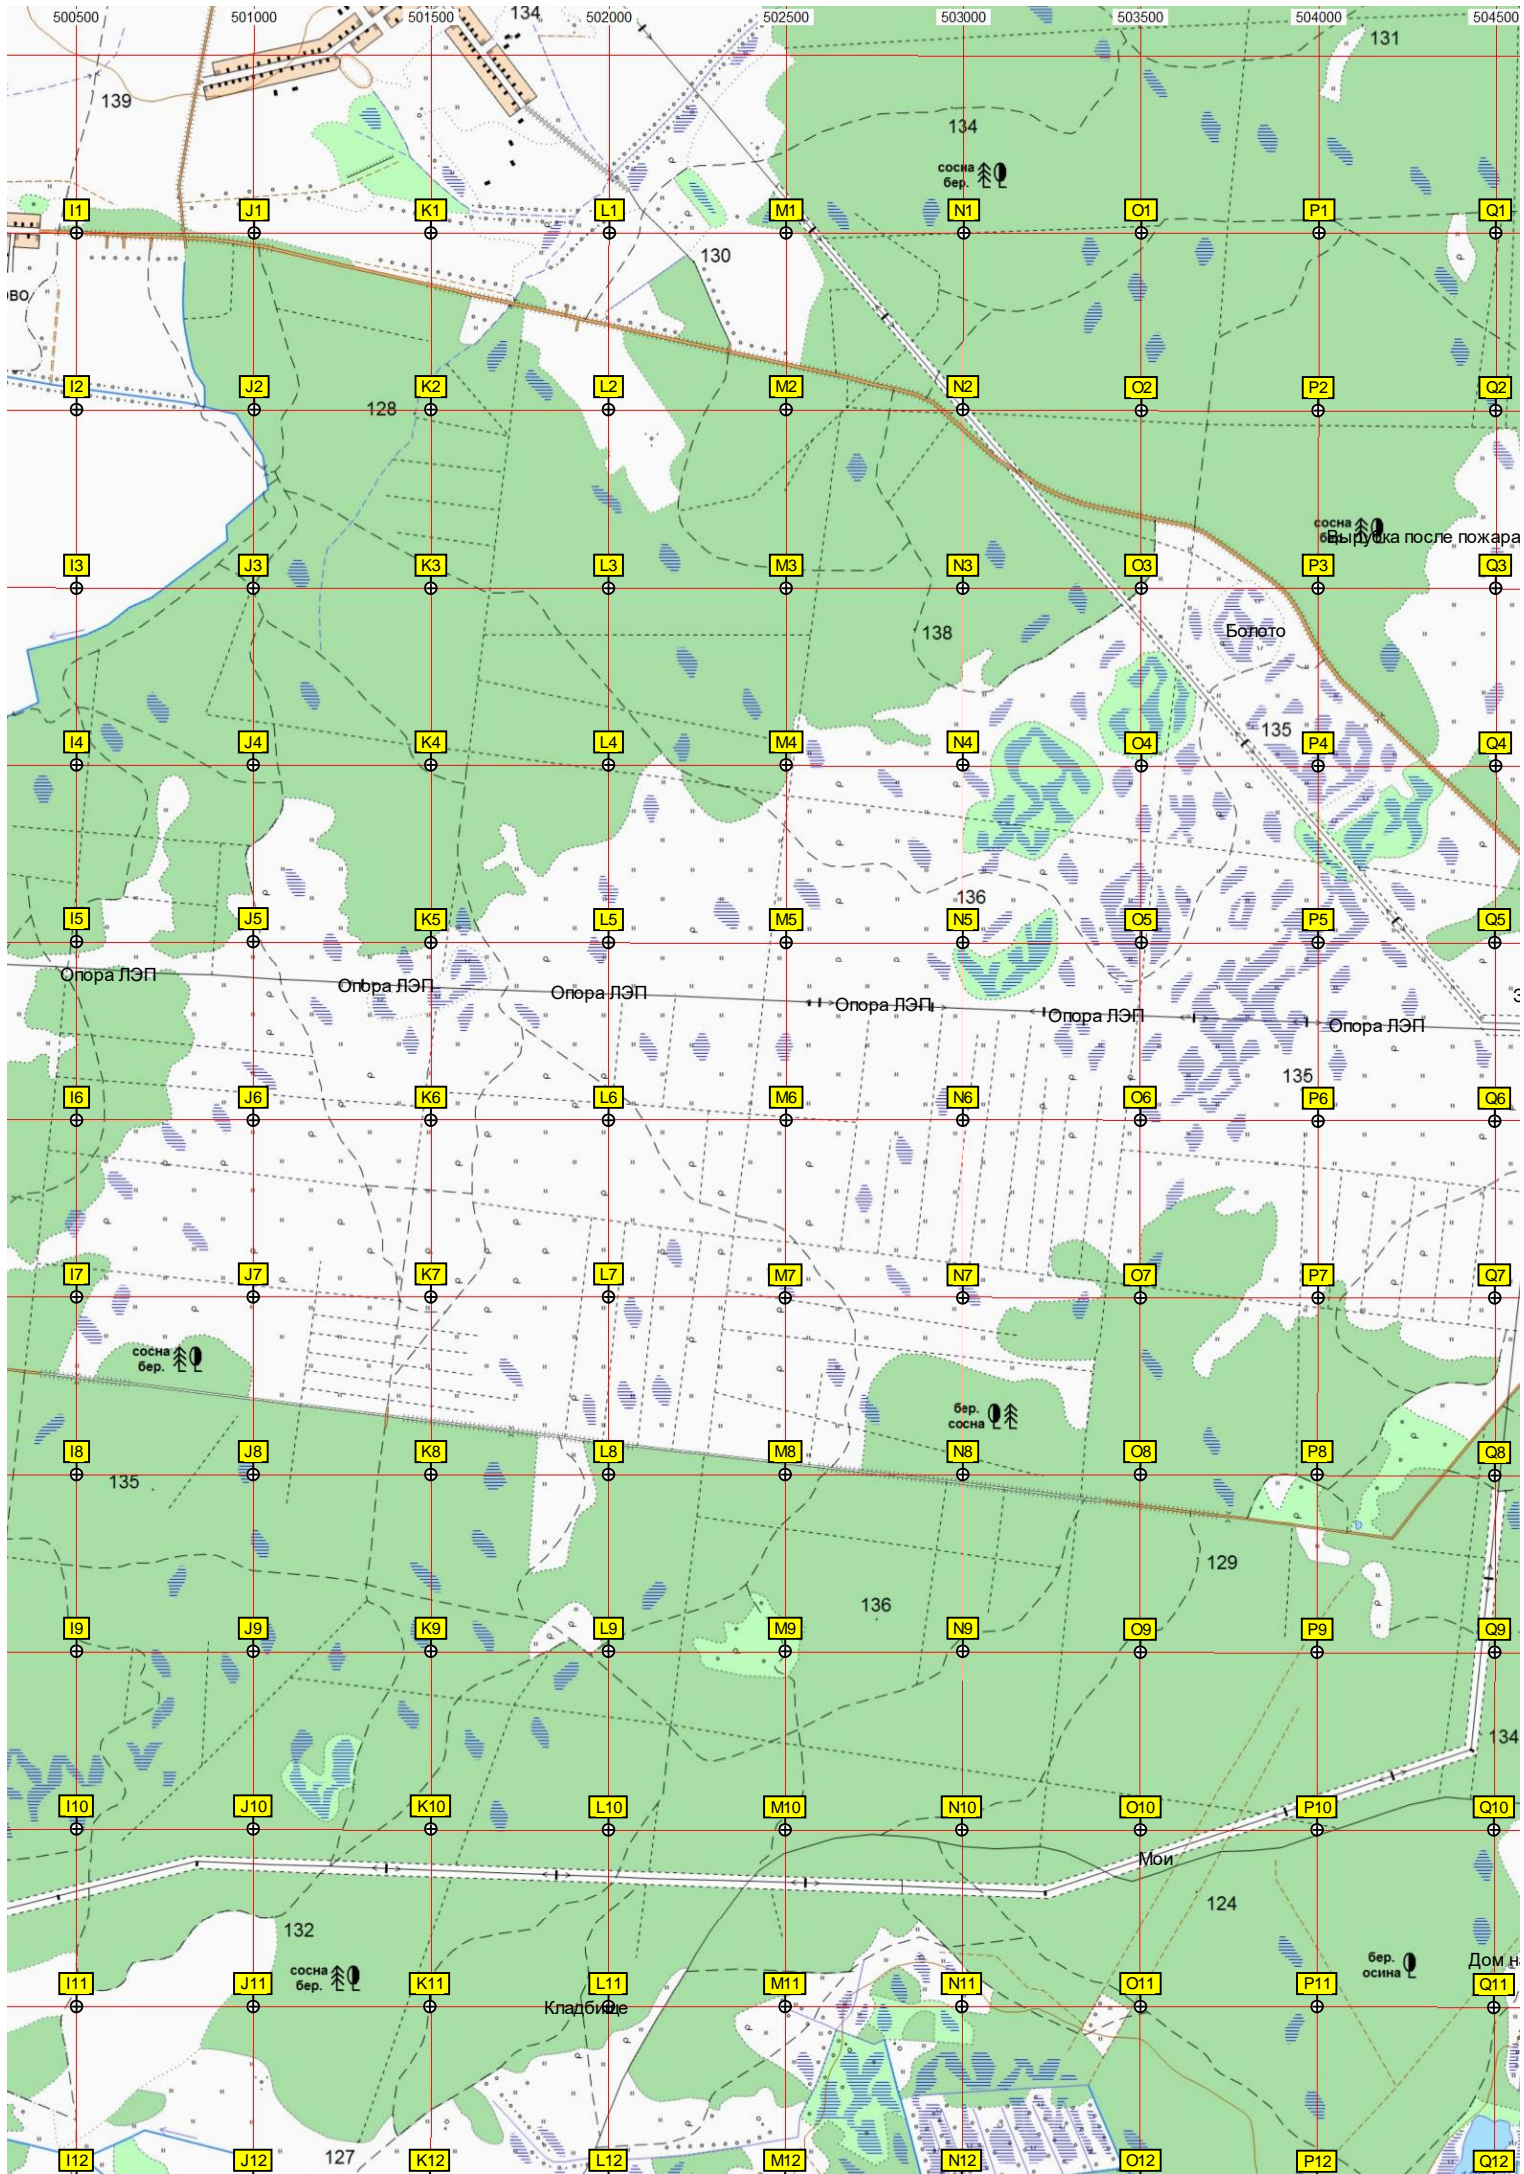 500500 501000 501500 502000 502500 503000 503500 504000 504500
134
131
139
134
сосна
бер.
I1 J1 K1 L1 M1 N1 O1 P1 Q1
130
ОВО
I2 J2 K2 L2 M2 N2 O2 P2 Q2
128
сосна
бер.
Вырубка после пожара
I3 J3 K3 L3 M3 N3 O3 P3 Q3
138
Болото
135
I4 J4 K4 L4 M4 N4 O4 P4 Q4
136
I5 J5 K5 L5 M5 N5 O5 P5 Q5
Опора ЛЭП
Опора ЛЭП
Опора ЛЭП
Опора ЛЭП
Опора ЛЭП
Опора ЛЭП
135
I6 J6 K6 L6 M6 N6 O6 P6 Q6
I7 J7 K7 L7 M7 N7 O7 P7 Q7
сосна
бер.
бер.
сосна
I8 J8 K8 L8 M8 N8 O8 P8 Q8
135
129
136
I9 J9 K9 L9 M9 N9 O9 P9 Q9
134
I10 J10 K10 L10 M10 N10 O10 P10 Q10
Мои
124
132
сосна
бер.
бер.
осина
Дом на
I11 J11 K11 L11 M11 N11 O11 P11 Q11
Кладбище
127
I12 J12 K12 L12 M12 N12 O12 P12 Q12